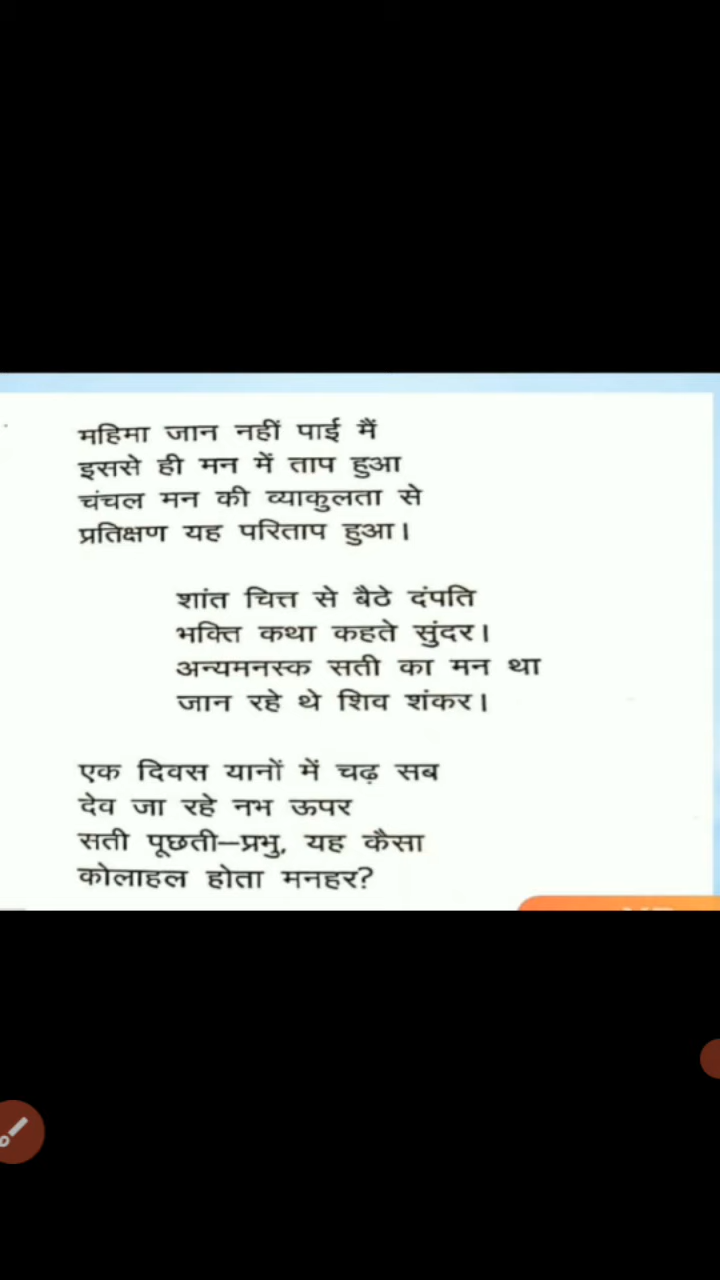 महिमा जान नहीं पाई मैं
इससे ही मन में ताप हुआ
चंचल मन की व्याकुलता से
प्रतिक्षण यह परिताप हुआ।
शांत चित्त से बैठे दंपति
भक्ति कथा कहते सुंदर।
अन्यमनस्क सती का मन था
जान रहे थे शिव शंकर।
एक दिवस यानों में चढ़ सब
देव जा रहे नभ ऊपर
सती पूछती—प्रभु, यह कैसा
कोलाहल होता मनहर?